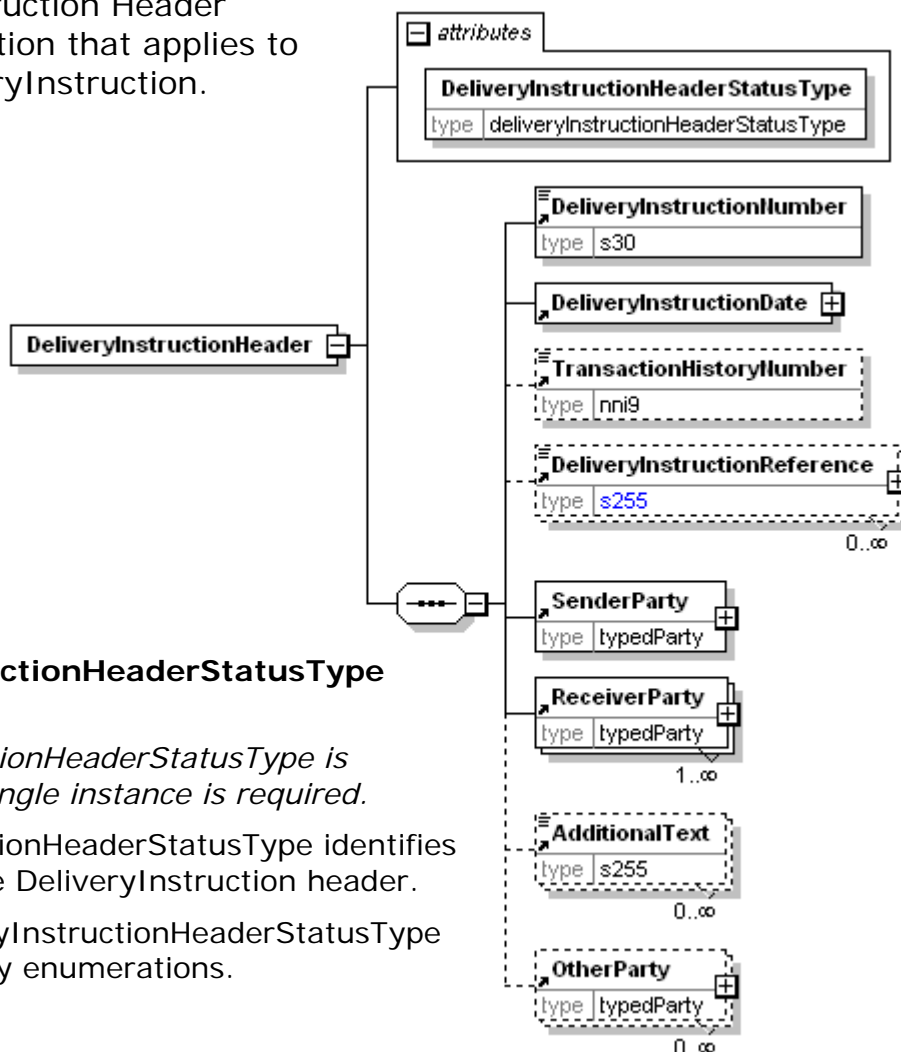 ruction Header
tion that applies to
ryInstruction.
attributes
DeliveryInstructionHeaderStatusType
type deliveryInstructionHeaderStatusType
DeliveryInstructionNumber
type s30
DeliveryInstructionDate
DeliveryInstructionHeader
TransactionHistoryNumber
type nni9
DeliveryInstructionReference
type s255
0..∞
SenderParty
type typedParty
ctionHeaderStatusType
ReceiverParty
type typedParty
1..∞
ionHeaderStatusType is
ngle instance is required.
AdditionalText
type s255
0..∞
ionHeaderStatusType identifies
e DeliveryInstruction header.
yInstructionHeaderStatusType
y enumerations.
OtherParty
type typedParty
0..∞